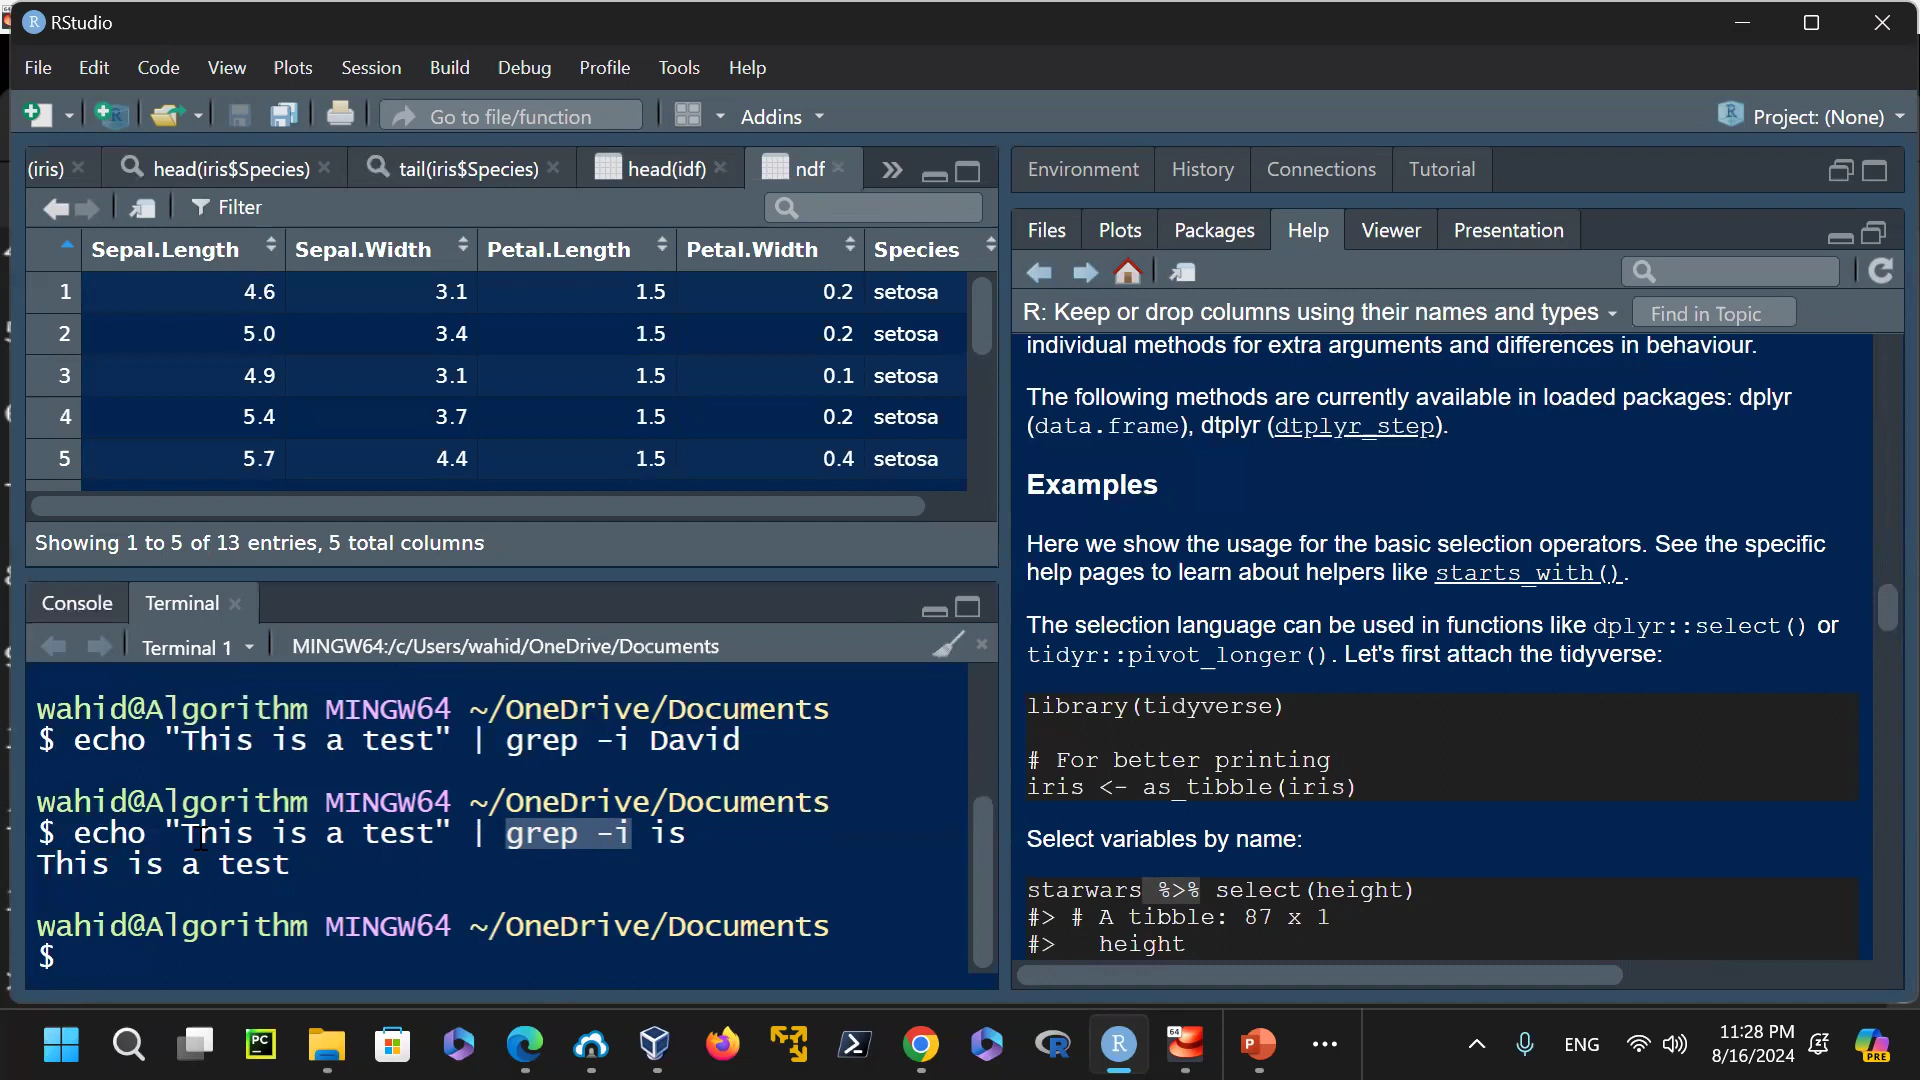 RStudio
File Edit Code View Plots Session Build Debug Profile Tools Help
Go to file/function Addins Project: (None)
(iris) head(iris$Species) tail(iris$Species) head(idf) ndf
Filter
Sepal.Length Sepal.Width Petal.Length Petal.Width Species
1 4.6 3.1 1.5 0.2 setosa
2 5.0 3.4 1.5 0.2 setosa
3 4.9 3.1 1.5 0.1 setosa
4 5.4 3.7 1.5 0.2 setosa
5 5.7 4.4 1.5 0.4 setosa
Showing 1 to 5 of 13 entries, 5 total columns
Console Terminal
Terminal 1 MINGW64:/c/Users/wahid/OneDrive/Documents
wahid@Algorithm MINGW64 ~/OneDrive/Documents
$ echo "This is a test" | grep -i David
wahid@Algorithm MINGW64 ~/OneDrive/Documents
$ echo "This is a test" | grep -i is
This is a test
wahid@Algorithm MINGW64 ~/OneDrive/Documents
$
Environment History Connections Tutorial
Files Plots Packages Help Viewer Presentation
R: Keep or drop columns using their names and types Find in Topic
individual methods for extra arguments and differences in behaviour.
The following methods are currently available in loaded packages: dplyr
(data.frame), dtplyr (dtplyr_step).
Examples
Here we show the usage for the basic selection operators. See the specific
help pages to learn about helpers like starts_with().
The selection language can be used in functions like dplyr::select() or
tidyr::pivot_longer(). Let's first attach the tidyverse:
library(tidyverse)
# For better printing
iris <- as_tibble(iris)
Select variables by name:
starwars %>% select(height)
#> # A tibble: 87 x 1
#> height
PC
64
R
ENG
11:28 PM
8/16/2024
PRE